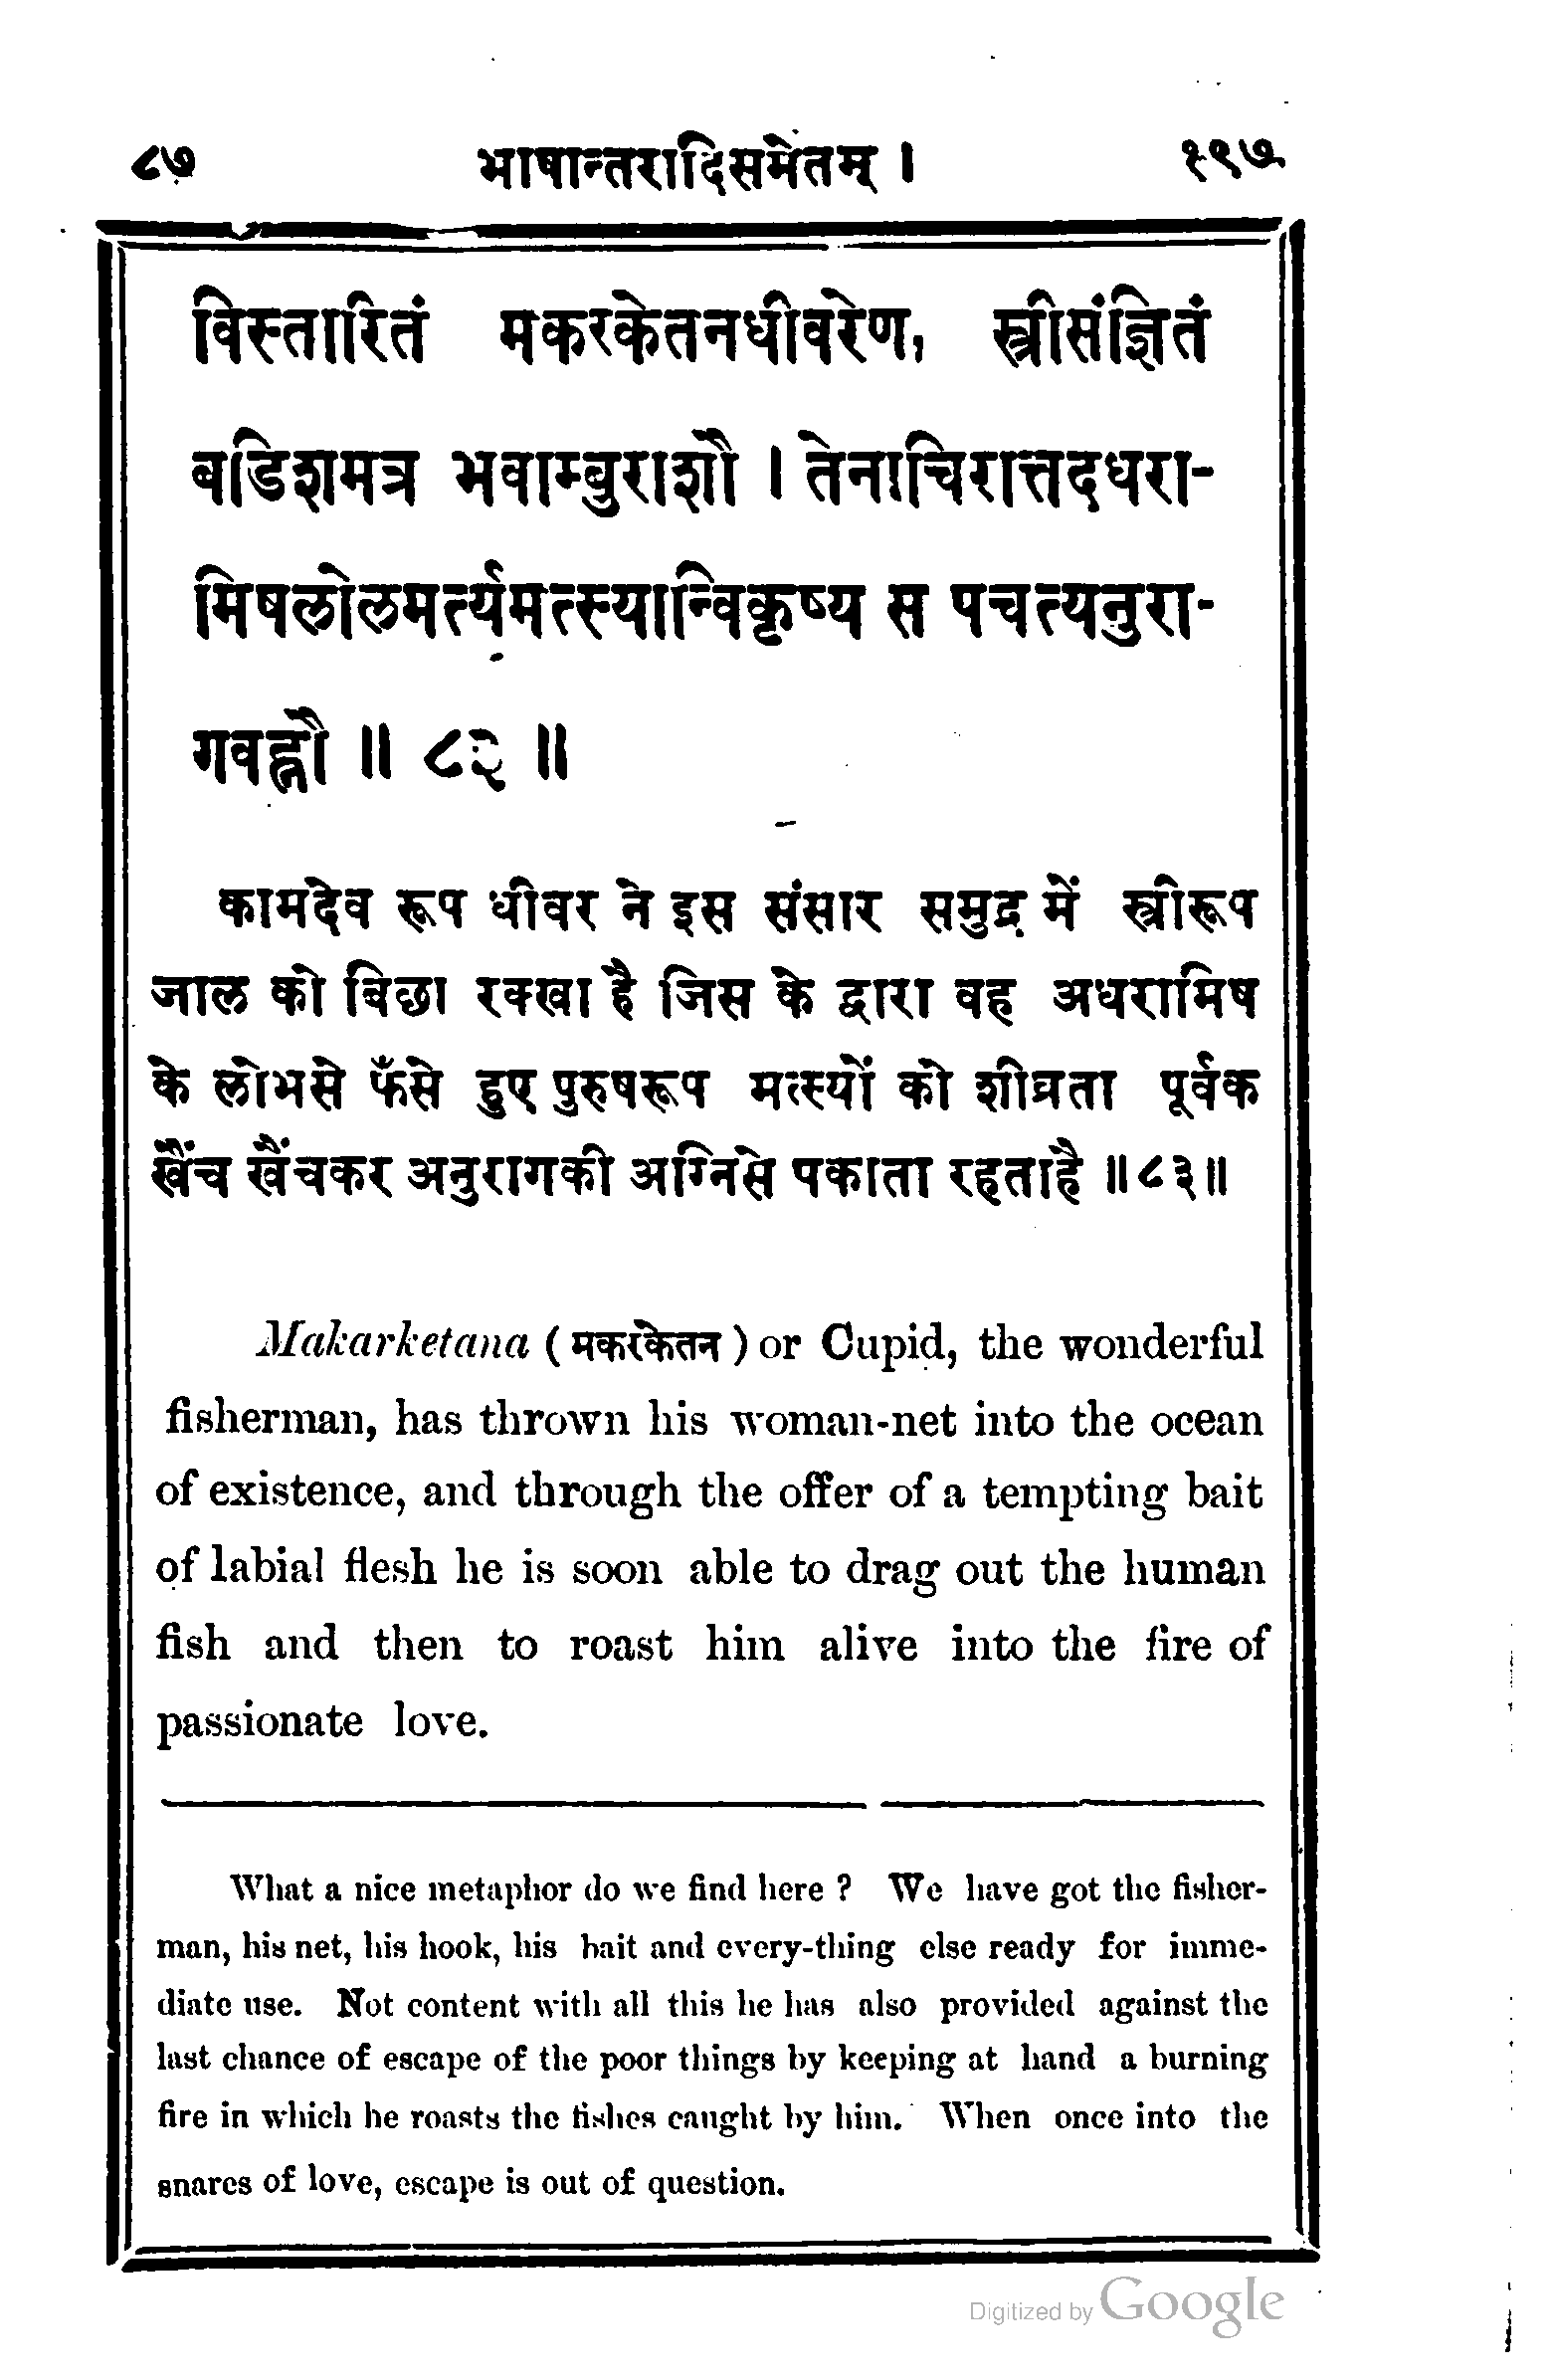 ८७ भाषान्तरादिसमेतम् । १९७
विस्तारितं मकरकेतनधीवरेण, स्त्रीसंज्ञितं
बडिशमत्र भवाम्बुराशौ । तेनाचिरात्तदधरा-
मिषलोलमर्त्यमत्स्यान्विकृष्य स पचत्यनुरा-
गवह्नौ ॥ ८३ ॥
कामदेव रूप धीवर ने इस संसार समुद्र में स्त्रीरूप
जाल को बिछा रक्खा है जिस के द्वारा वह अधरामिष
के लोभसे फँसे हुए पुरुषरूप मत्स्यों को शीघ्रता पूर्वक
खैंच खैंचकर अनुरागकी अग्निसे पकाता रहताहै ॥८३॥
Makarketana ( मकरकेतन ) or Cupid, the wonderful
fisherman, has thrown his woman-net into the ocean
of existence, and through the offer of a tempting bait
of labial flesh he is soon able to drag out the human
fish and then to roast him alive into the fire of
passionate love.
What a nice metaphor do we find here ? We have got the fisher-
man, his net, his hook, his bait and every-thing else ready for imme-
diate use. Not content with all this he has also provided against the
last chance of escape of the poor things by keeping at hand a burning
fire in which he roasts the fishes caught by him. When once into the
snares of love, escape is out of question.
Digitized by Google